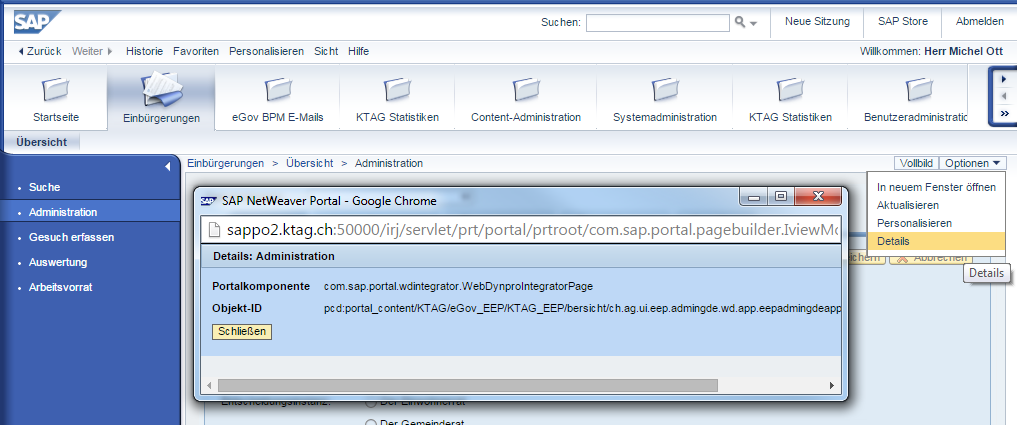 SAP
Suchen:
Neue Sitzung
SAP Store
Abmelden
Zurück Weiter Historie Favoriten Personalisieren Sicht Hilfe
Willkommen: Herr Michel Ott
Startseite
Einbürgerungen
eGov BPM E-Mails
KTAG Statistiken
Content-Administration
Systemadministration
KTAG Statistiken
Benutzeradministratio
Übersicht
Einbürgerungen > Übersicht > Administration
Vollbild
Optionen
Suche
Administration
Gesuch erfassen
Auswertung
Arbeitsvorrat
In neuem Fenster öffnen
Aktualisieren
Personalisieren
Details
Details
Abbrechen
SAP NetWeaver Portal - Google Chrome
sappo2.ktag.ch:50000/irj/servlet/prt/portal/prtroot/com.sap.portal.pagebuilder.IviewMo
Details: Administration
Portalkomponente com.sap.portal.wdintegrator.WebDynproIntegratorPage
Objekt-ID pcd:portal_content/KTAG/eGov_EEP/KTAG_EEP/bersicht/ch.ag.ui.eep.admingde.wd.app.eepadmingdeapp
Schließen
Entscheidungsinstanz:
Der Einwohnerrat
Der Gemeinderat